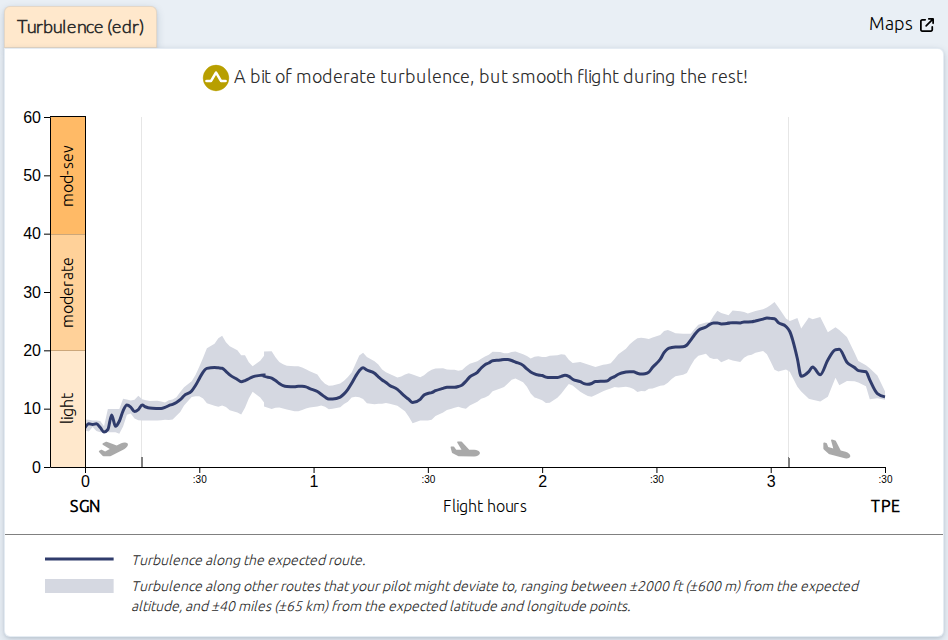 Turbulence (edr)
Maps
A bit of moderate turbulence, but smooth flight during the rest!
60
50
40
30
20
10
0
mod-sev
moderate
light
0
:30
1
:30
2
:30
3
:30
SGN
Flight hours
TPE
Turbulence along the expected route.
Turbulence along other routes that your pilot might deviate to, ranging between ±2000 ft (±600 m) from the expected
altitude, and ±40 miles (±65 km) from the expected latitude and longitude points.